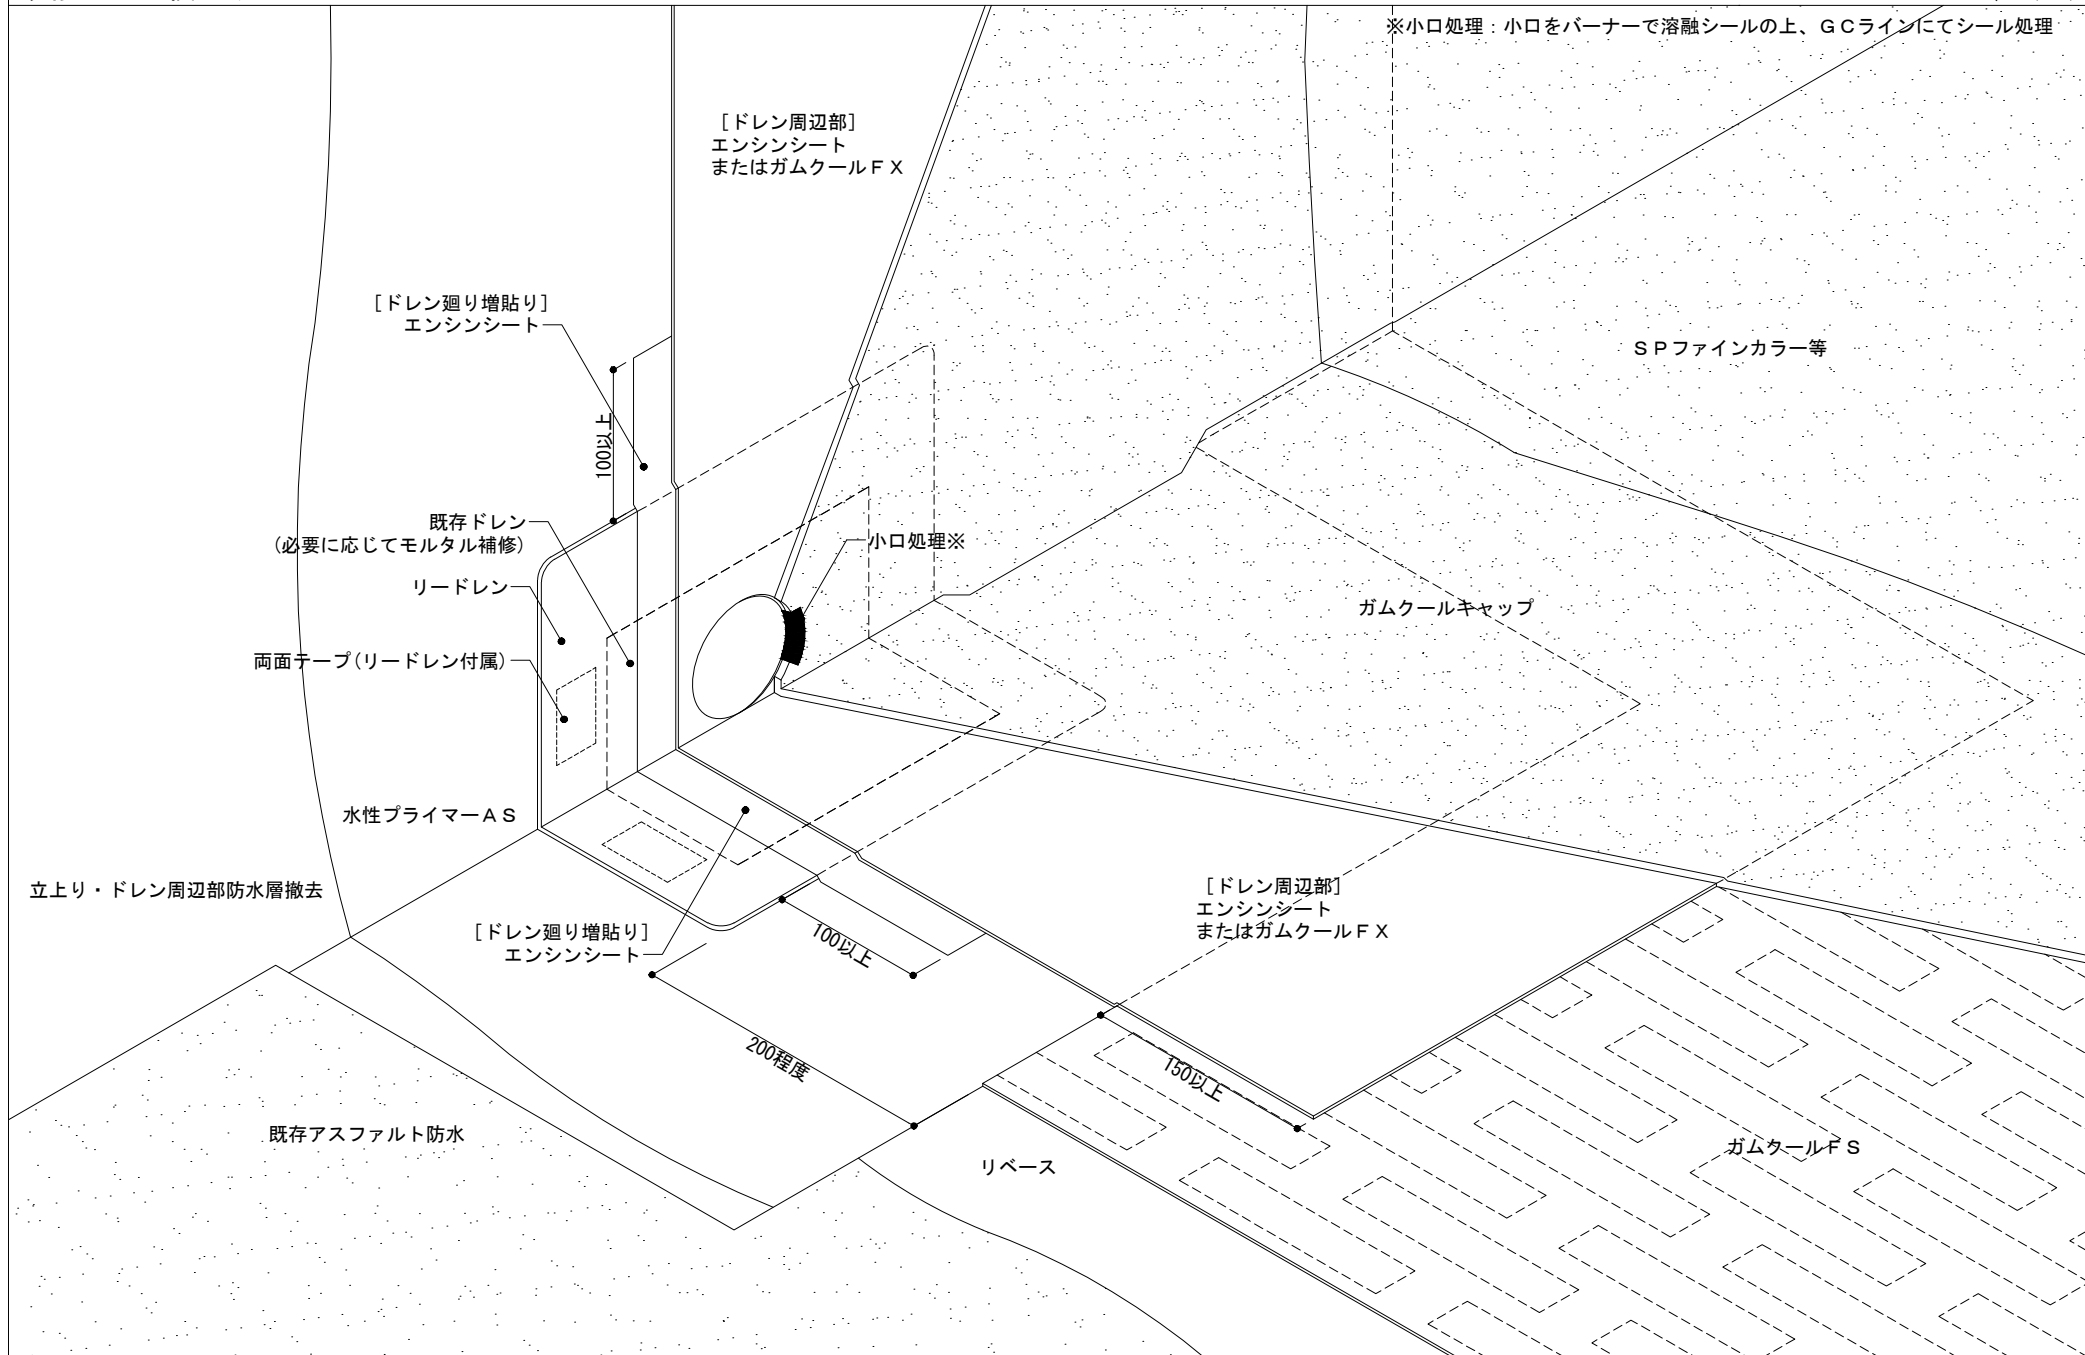 ※小口処理：小口をバーナーで溶融シールの上、ＧＣラインにてシール処理
［ドレン周辺部］
エンシンシート
またはガムクールＦＸ
［ドレン廻り増貼り］
エンシンシート
100以上
ＳＰファインカラー等
既存ドレン
(必要に応じてモルタル補修)
小口処理※
リードレン
ガムクールキャップ
両面テープ(リードレン付属)
水性プライマーＡＳ
立上り・ドレン周辺部防水層撤去
［ドレン周辺部］
エンシンシート
またはガムクールＦＸ
［ドレン廻り増貼り］
エンシンシート
100以上
200程度
150以上
既存アスファルト防水
リベース
ガムクールＦＳ